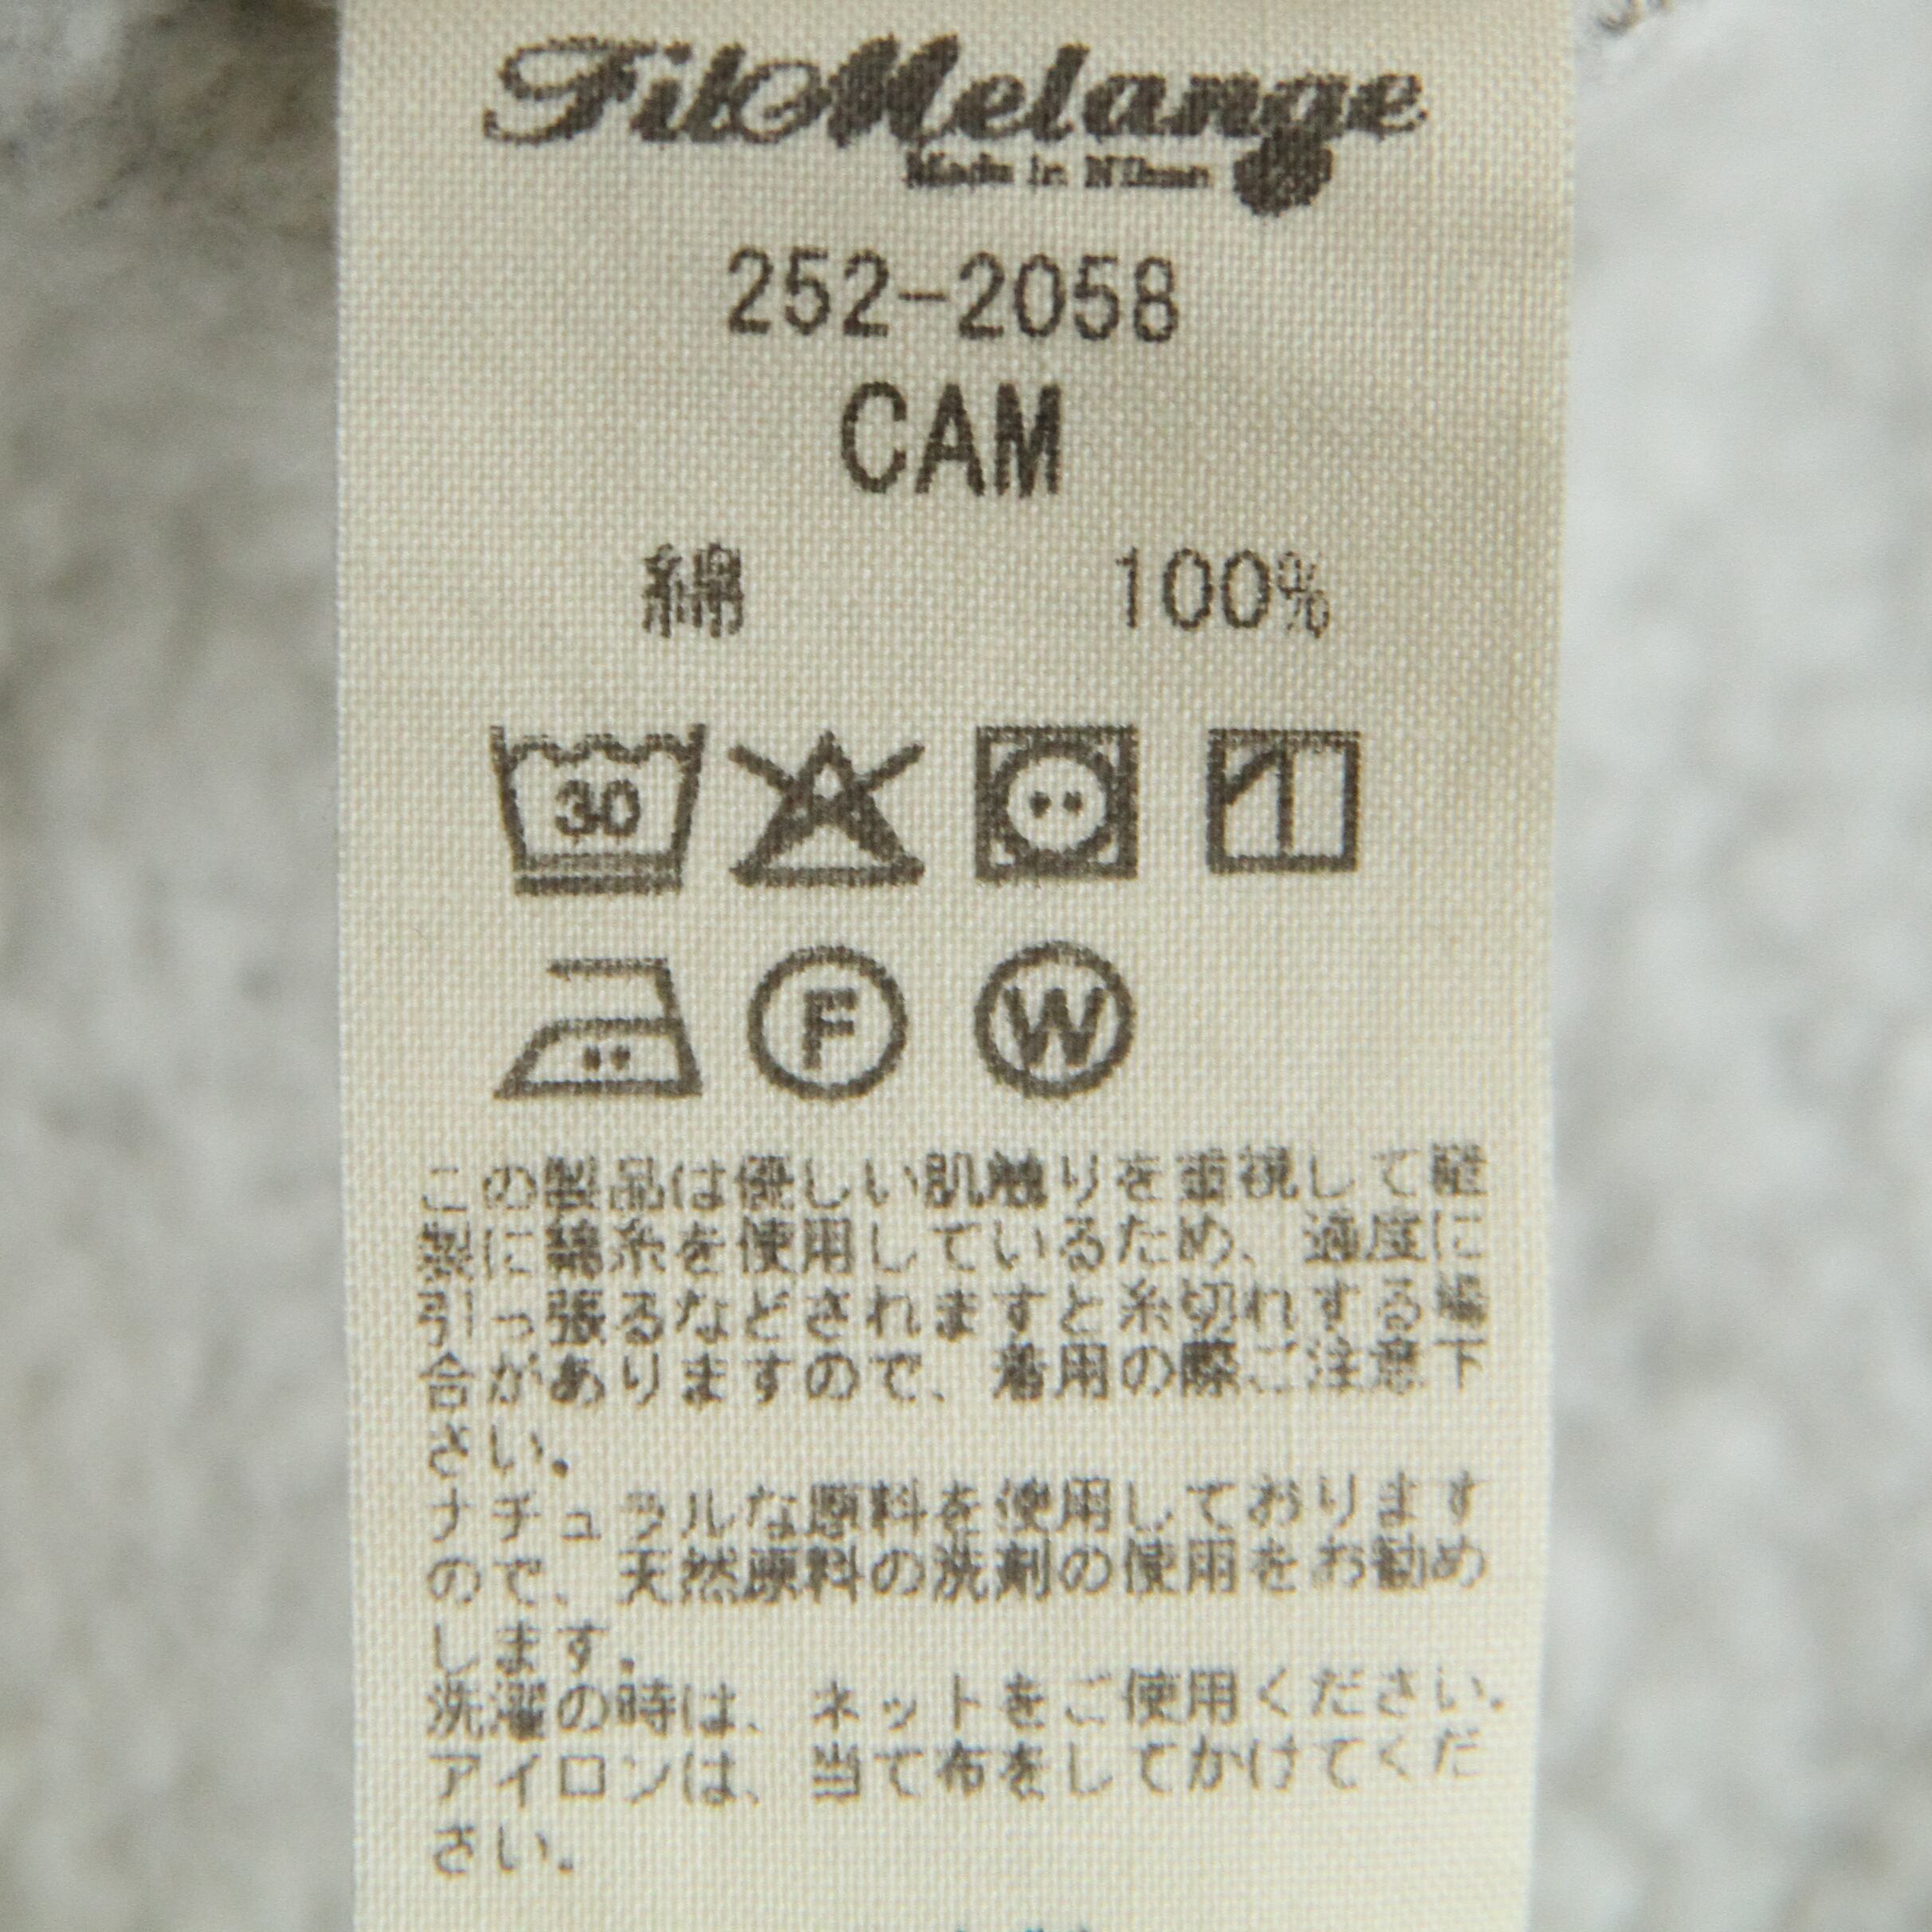 FilMelange
Made in Nihon
252-2058
CAM
綿 100%
30
F
W
この製品は優しい肌触りを重視して縫
製に綿糸を使用しているため、過度に
引っ張るなどされますと糸切れする場
合がありますので、着用の際ご注意下
さい。
ナチュラルな原料を使用しております
ので、天然原料の洗剤の使用をお勧め
します。
洗濯の時は、ネットをご使用ください。
アイロンは、当て布をしてかけてくだ
さい。